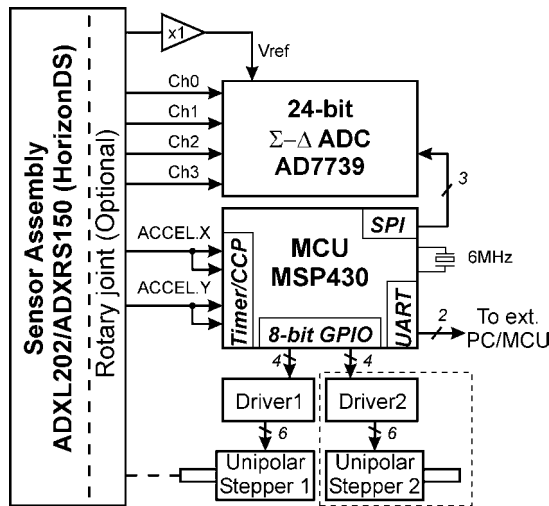 Sensor Assembly
ADXL202/ADXRS150 (HorizonDS)
Rotary joint (Optional)
x1
Vref
Ch0
Ch1
Ch2
Ch3
24-bit
Σ−Δ ADC
AD7739
3
ACCEL.X
ACCEL.Y
Timer/CCP
MCU
MSP430
SPI
6MHz
UART
8-bit GPIO
2
To ext.
PC/MCU
4
4
Driver1
Driver2
6
6
Unipolar
Stepper 1
Unipolar
Stepper 2